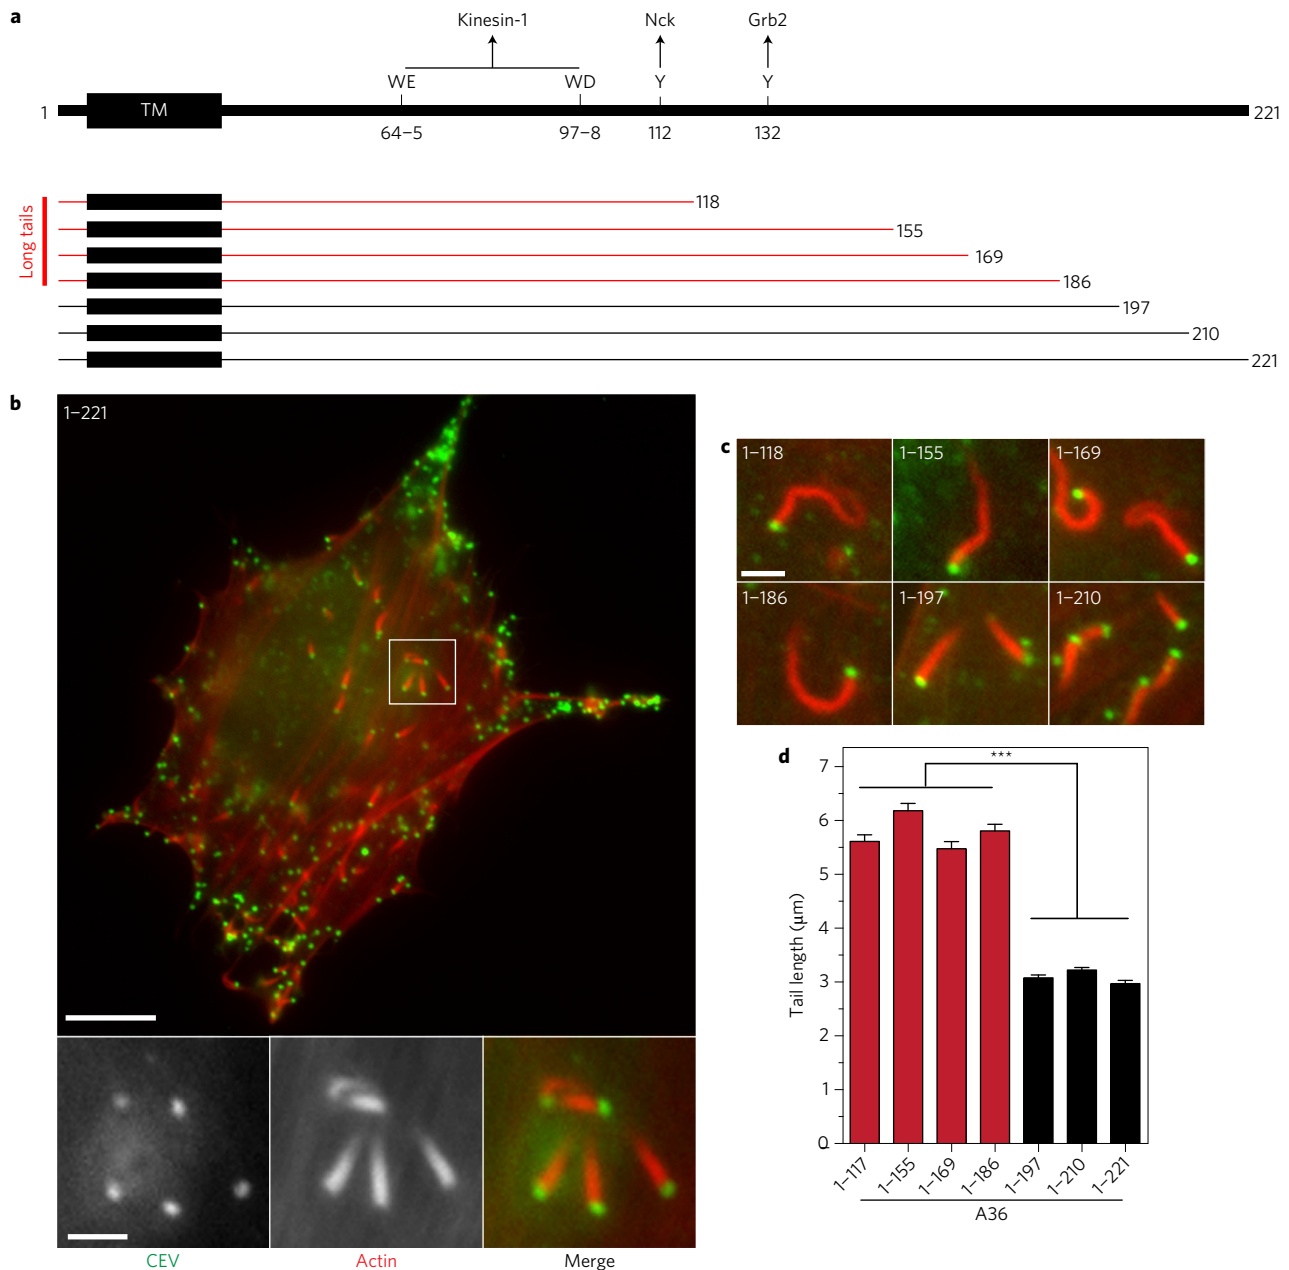 a
Kinesin-1 Nck Grb2
WE WD Y Y
1 TM 221
64–5 97–8 112 132
Long tails
118
155
169
186
197
210
221
b
1–221
CEV Actin Merge
c
1–118 1–155 1–169
1–186 1–197 1–210
d
***
Tail length (μm)
7
6
5
4
3
2
1
0
1–117 1–155 1–169 1–186 1–197 1–210 1–221
A36